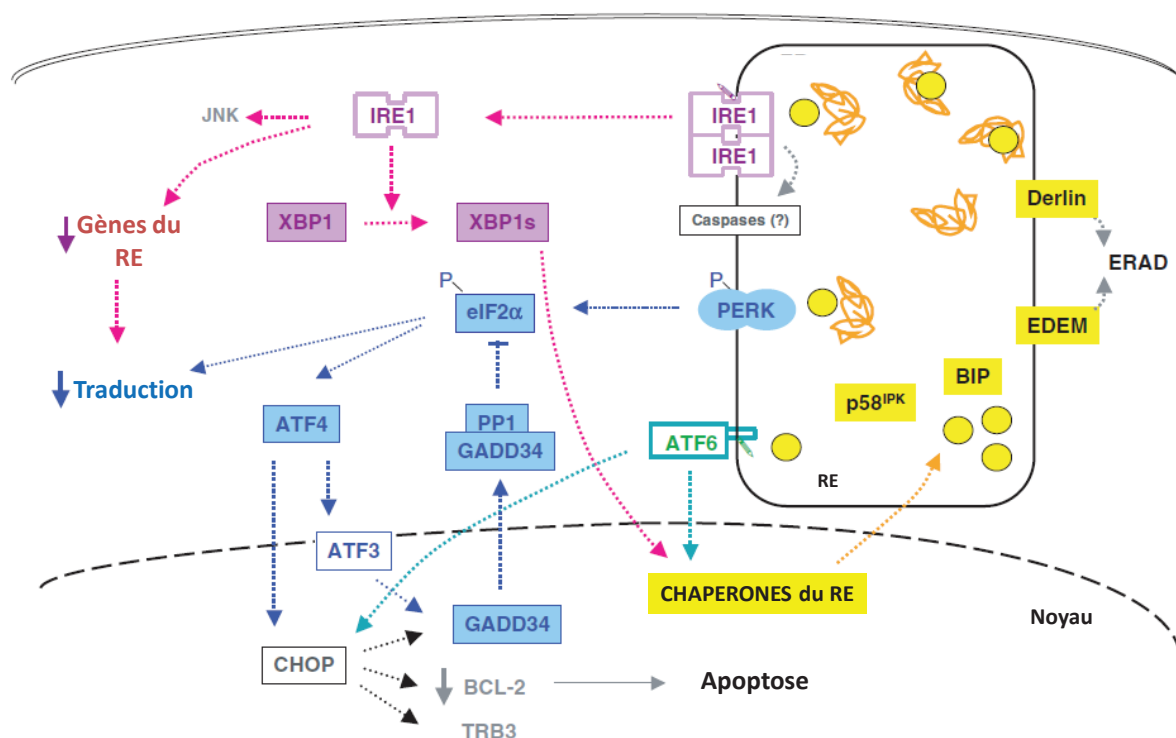 JNK
IRE1
IRE1
IRE1
Gènes du
RE
XBP1
XBP1s
Caspases (?)
Derlin
ERAD
EDEM
P
eIF2α
P
PERK
Traduction
BIP
p58IPK
ATF4
PP1
GADD34
ATF6
RE
ATF3
CHAPERONES du RE
Noyau
GADD34
CHOP
BCL-2
Apoptose
TRB3